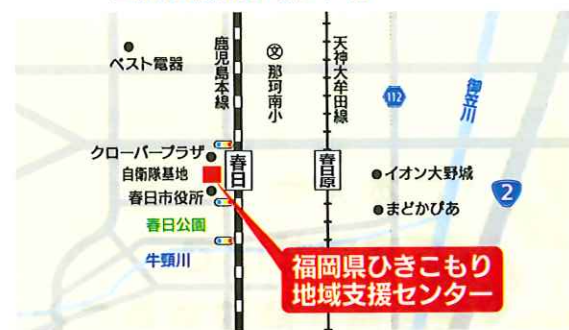 ベスト電器
鹿児島本線
文
那珂南小
天神大牟田線
112
御笠川
クローバープラザ
自衛隊基地
春日市役所
春日
春日原
イオン大野城
まどかぴあ
2
春日公園
牛頸川
福岡県ひきこもり
地域支援センター